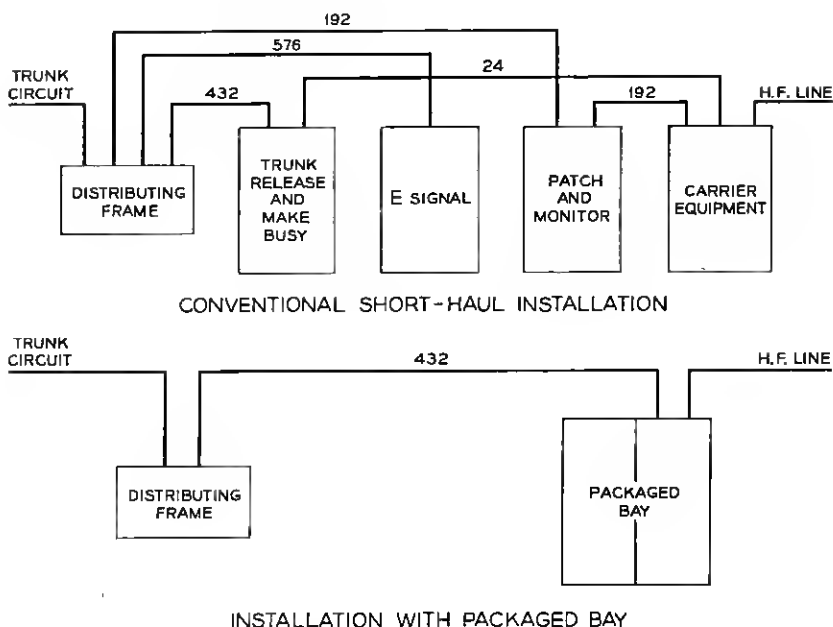 192
576
24
TRUNK
CIRCUIT
432
192
H.F. LINE
DISTRIBUTING
FRAME
TRUNK
RELEASE
AND
MAKE
BUSY
E SIGNAL
PATCH
AND
MONITOR
CARRIER
EQUIPMENT
CONVENTIONAL SHORT-HAUL INSTALLATION
TRUNK
CIRCUIT
432
H.F. LINE
DISTRIBUTING
FRAME
PACKAGED
BAY
INSTALLATION WITH PACKAGED BAY